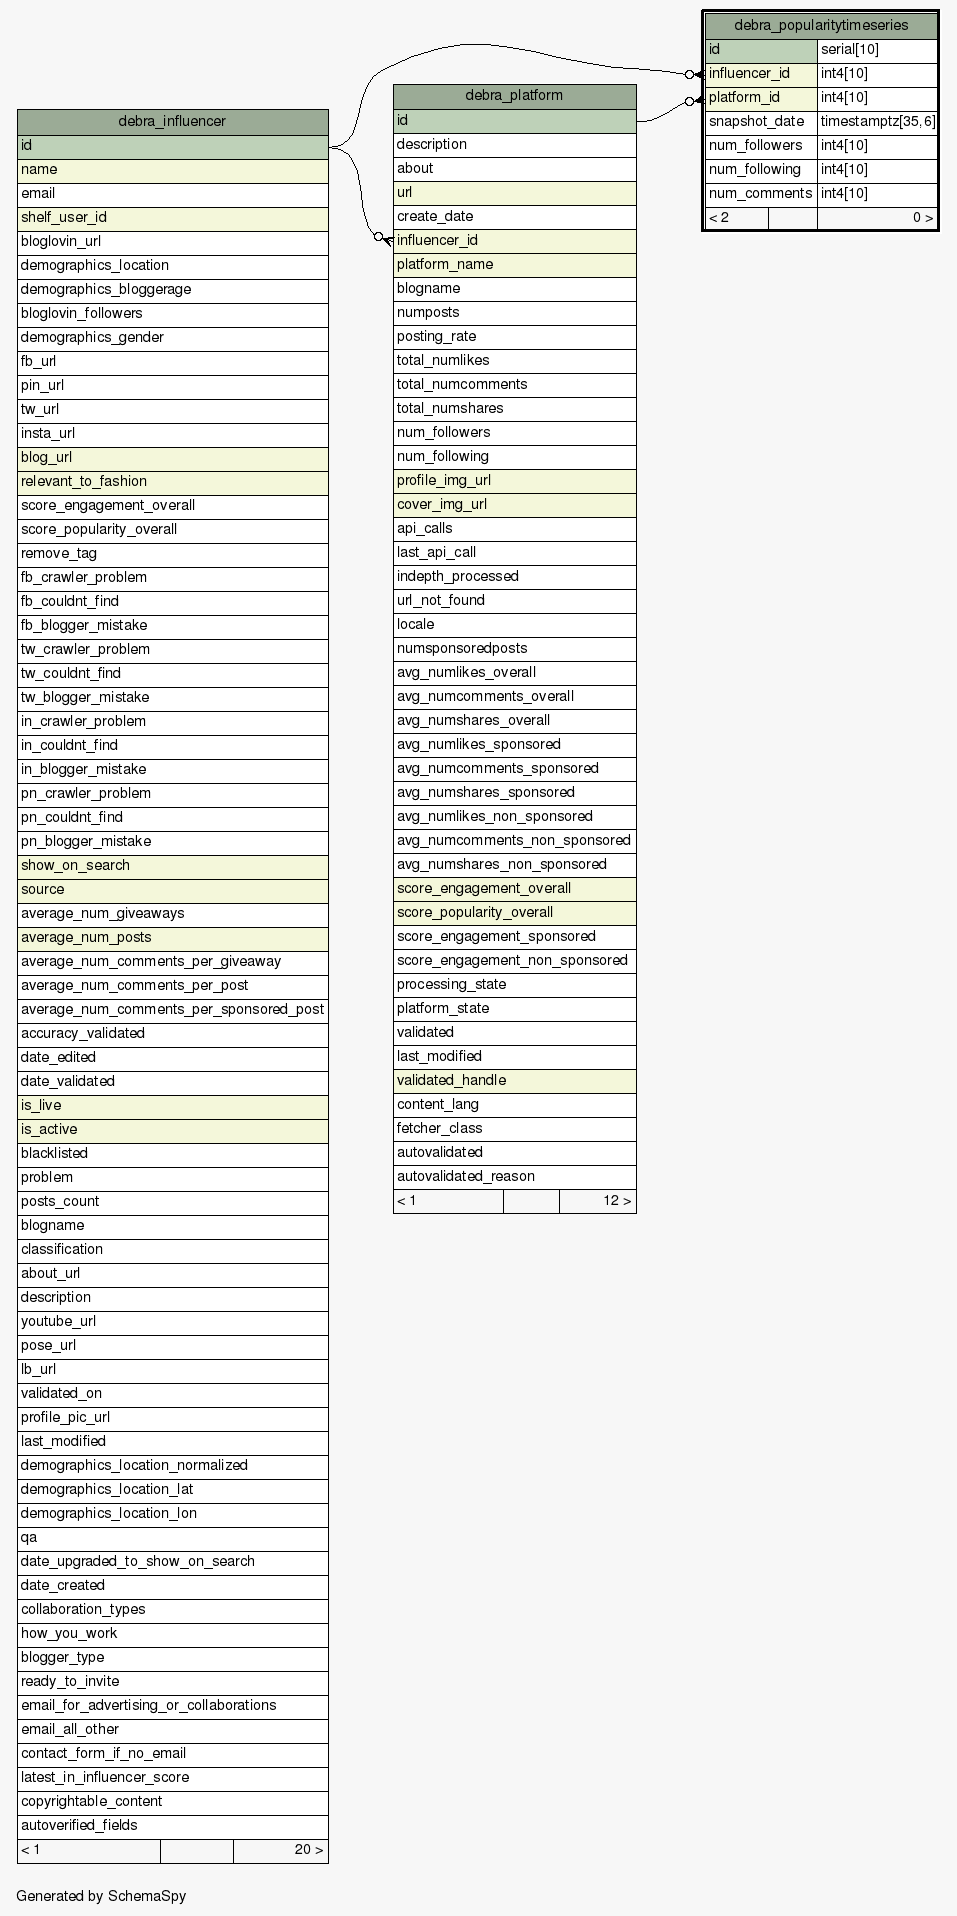 debra_popularitytimeseries
id serial[10]
influencer_id int4[10]
platform_id int4[10]
snapshot_date timestamptz[35,6]
num_followers int4[10]
num_following int4[10]
num_comments int4[10]
< 2 0 >
debra_platform
id
description
about
url
create_date
influencer_id
platform_name
blogname
numposts
posting_rate
total_numlikes
total_numcomments
total_numshares
num_followers
num_following
profile_img_url
cover_img_url
api_calls
last_api_call
indepth_processed
url_not_found
locale
numsponsoredposts
avg_numlikes_overall
avg_numcomments_overall
avg_numshares_overall
avg_numlikes_sponsored
avg_numcomments_sponsored
avg_numshares_sponsored
avg_numlikes_non_sponsored
avg_numcomments_non_sponsored
avg_numshares_non_sponsored
score_engagement_overall
score_popularity_overall
score_engagement_sponsored
score_engagement_non_sponsored
processing_state
platform_state
validated
last_modified
validated_handle
content_lang
fetcher_class
autovalidated
autovalidated_reason
< 1 12 >
debra_influencer
id
name
email
shelf_user_id
bloglovin_url
demographics_location
demographics_bloggerage
bloglovin_followers
demographics_gender
fb_url
pin_url
tw_url
insta_url
blog_url
relevant_to_fashion
score_engagement_overall
score_popularity_overall
remove_tag
fb_crawler_problem
fb_couldnt_find
fb_blogger_mistake
tw_crawler_problem
tw_couldnt_find
tw_blogger_mistake
in_crawler_problem
in_couldnt_find
in_blogger_mistake
pn_crawler_problem
pn_couldnt_find
pn_blogger_mistake
show_on_search
source
average_num_giveaways
average_num_posts
average_num_comments_per_giveaway
average_num_comments_per_post
average_num_comments_per_sponsored_post
accuracy_validated
date_edited
date_validated
is_live
is_active
blacklisted
problem
posts_count
blogname
classification
about_url
description
youtube_url
pose_url
lb_url
validated_on
profile_pic_url
last_modified
demographics_location_normalized
demographics_location_lat
demographics_location_lon
qa
date_upgraded_to_show_on_search
date_created
collaboration_types
how_you_work
blogger_type
ready_to_invite
email_for_advertising_or_collaborations
email_all_other
contact_form_if_no_email
latest_in_influencer_score
copyrightable_content
autoverified_fields
< 1 20 >
Generated by SchemaSpy